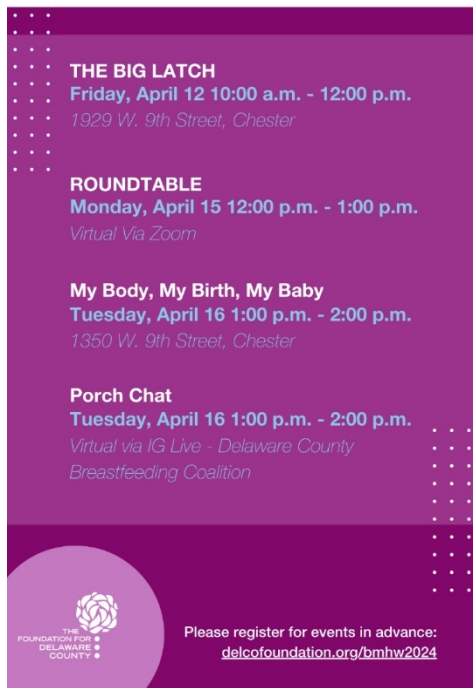 THE BIG LATCH
Friday, April 12 10:00 a.m. - 12:00 p.m.
1929 W. 9th Street, Chester
ROUNDTABLE
Monday, April 15 12:00 p.m. - 1:00 p.m.
Virtual Via Zoom
My Body, My Birth, My Baby
Tuesday, April 16 1:00 p.m. - 2:00 p.m.
1350 W. 9th Street, Chester
Porch Chat
Tuesday, April 16 1:00 p.m. - 2:00 p.m.
Virtual via IG Live - Delaware County
Breastfeeding Coalition
THE
FOUNDATION FOR
DELAWARE
COUNTY
Please register for events in advance:
delcofoundation.org/bmhw2024